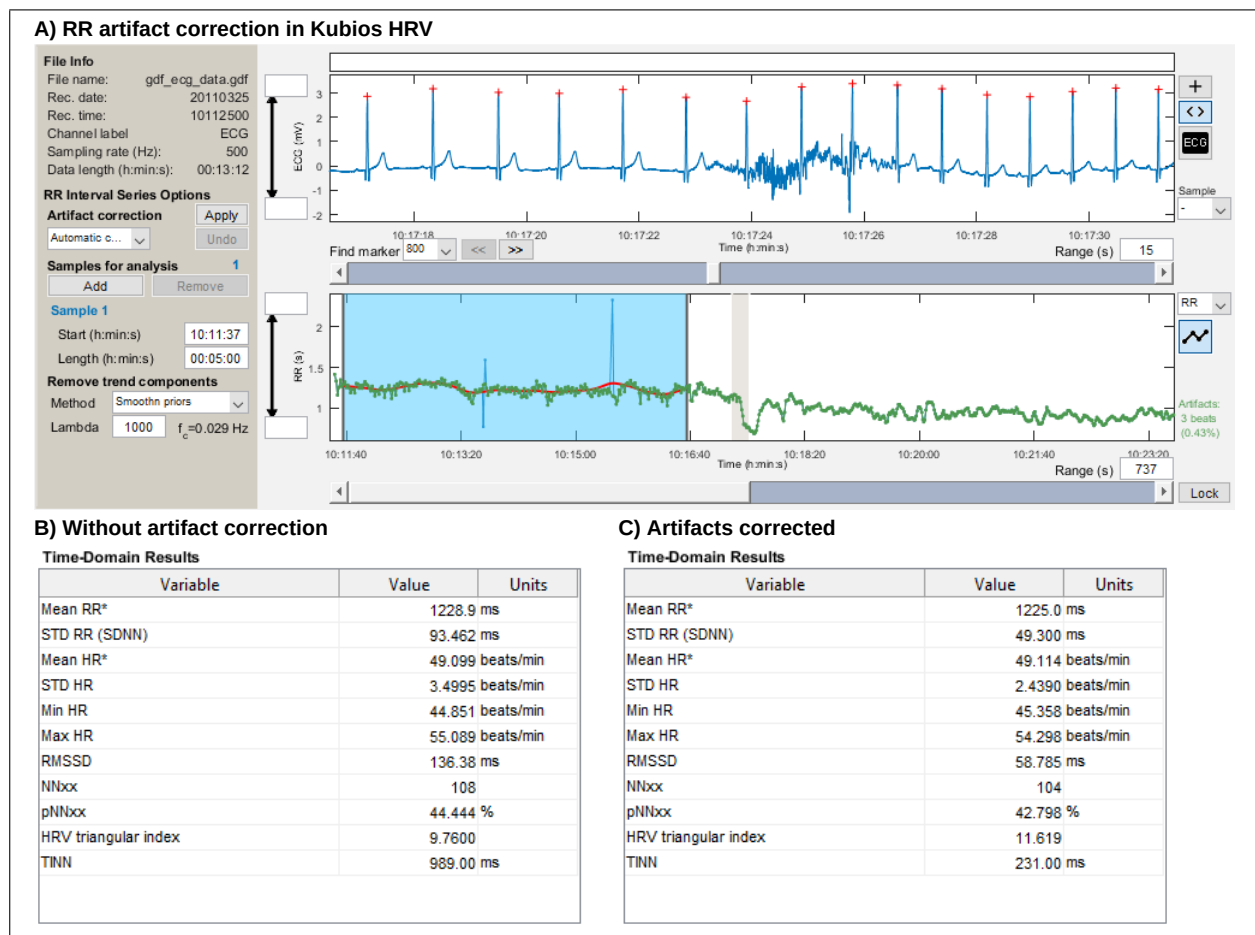 A) RR artifact correction in Kubios HRV
File Info
File name: gdf_ecg_data.gdf
Rec. date: 20110325
Rec. time: 10112500
Channel label ECG
Sampling rate (Hz): 500
Data length (h:min:s): 00:13:12
RR Interval Series Options
Artifact correction Apply
Automatic c... Undo
Samples for analysis 1
Add Remove
Sample 1
Start (h:min:s) 10:11:37
Length (h:min:s) 00:05:00
Remove trend components
Method Smoothn priors
Lambda 1000 fc=0.029 Hz
ECG (mV)
3
2
1
0
-1
-2
10:17:18 10:17:20 10:17:22 10:17:24 10:17:26 10:17:28 10:17:30
Time (h:min:s)
Find marker 800 << >>
Range (s) 15
+
<>
ECG
Sample
-
RR (s)
2
1.5
1
10:11:40 10:13:20 10:15:00 10:16:40 10:18:20 10:20:00 10:21:40 10:23:20
Time (h:min:s)
Range (s) 737
RR
Artifacts:
3 beats
(0.43%)
Lock
B) Without artifact correction
Time-Domain Results
Variable Value Units
Mean RR* 1228.9 ms
STD RR (SDNN) 93.462 ms
Mean HR* 49.099 beats/min
STD HR 3.4995 beats/min
Min HR 44.851 beats/min
Max HR 55.089 beats/min
RMSSD 136.38 ms
NNxx 108
pNNxx 44.444 %
HRV triangular index 9.7600
TINN 989.00 ms
C) Artifacts corrected
Time-Domain Results
Variable Value Units
Mean RR* 1225.0 ms
STD RR (SDNN) 49.300 ms
Mean HR* 49.114 beats/min
STD HR 2.4390 beats/min
Min HR 45.358 beats/min
Max HR 54.298 beats/min
RMSSD 58.785 ms
NNxx 104
pNNxx 42.798 %
HRV triangular index 11.619
TINN 231.00 ms